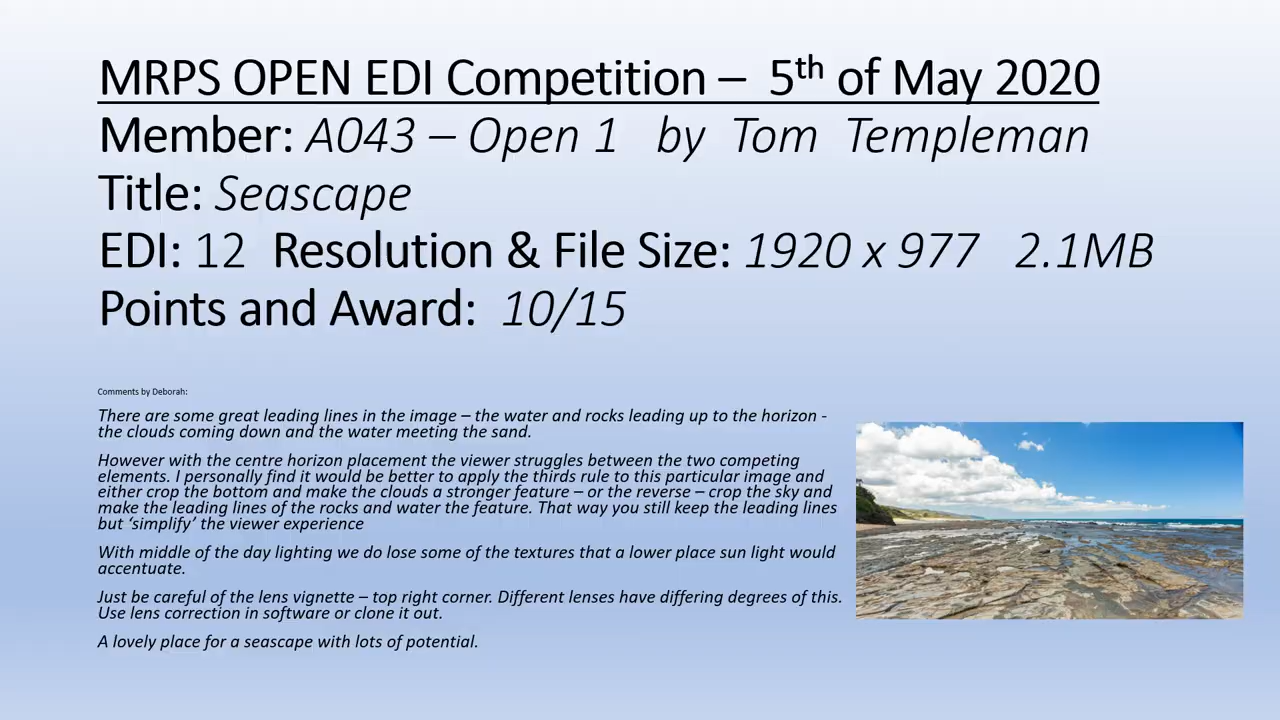 MRPS OPEN EDI Competition – 5th of May 2020
Member: A043 – Open 1 by Tom Templeman
Title: Seascape
EDI: 12 Resolution & File Size: 1920 x 977 2.1MB
Points and Award: 10/15
Comments by Deborah:
There are some great leading lines in the image – the water and rocks leading up to the horizon -
the clouds coming down and the water meeting the sand.
However with the centre horizon placement the viewer struggles between the two competing
elements. I personally find it would be better to apply the thirds rule to this particular image and
either crop the bottom and make the clouds a stronger feature – or the reverse – crop the sky and
make the leading lines of the rocks and water the feature. That way you still keep the leading lines
but ‘simplify’ the viewer experience
With middle of the day lighting we do lose some of the textures that a lower place sun light would
accentuate.
Just be careful of the lens vignette – top right corner. Different lenses have differing degrees of this.
Use lens correction in software or clone it out.
A lovely place for a seascape with lots of potential.